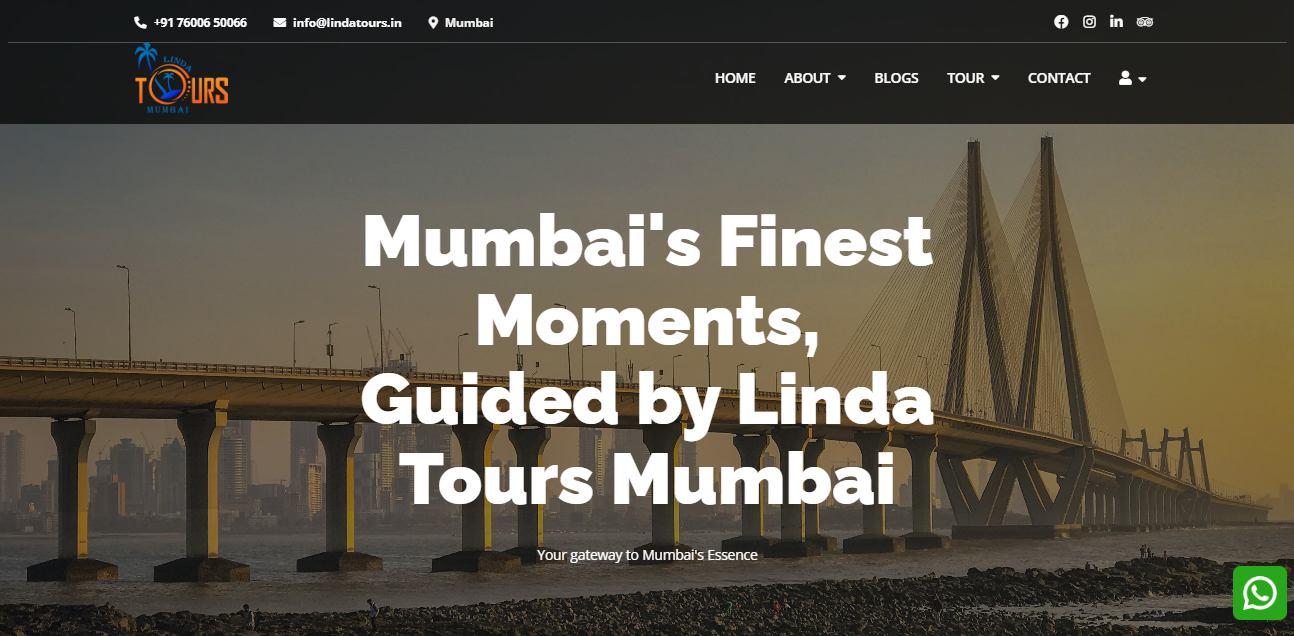 +91 76006 50066 info@lindatours.in Mumbai
LINDA
TOURS
MUMBAI
HOME ABOUT BLOGS TOUR CONTACT
Mumbai's Finest
Moments,
Guided by Linda
Tours Mumbai
Your gateway to Mumbai's Essence